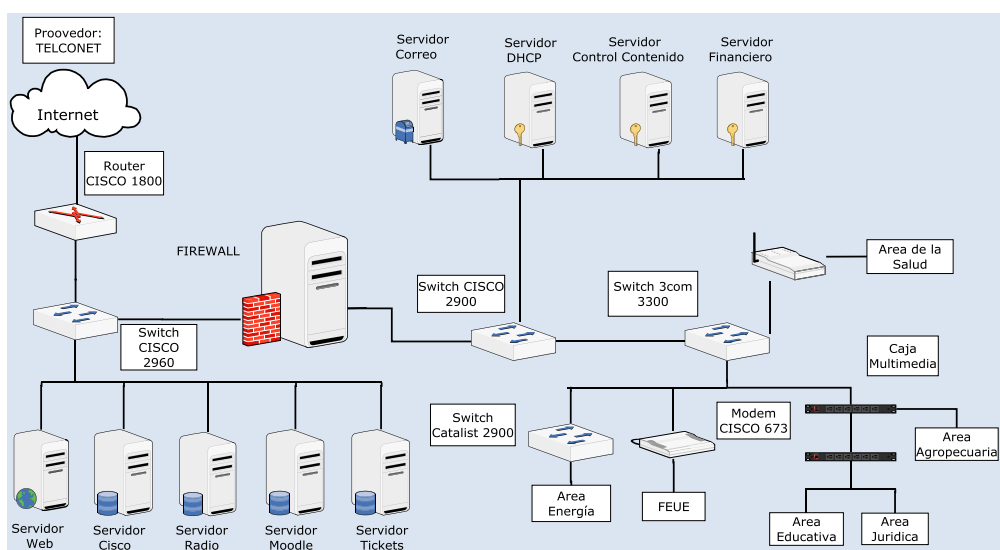 Proovedor:
TELCONET
Internet
Router
CISCO 1800
Servidor
Correo
Servidor
DHCP
Servidor
Control Contenido
Servidor
Financiero
FIREWALL
Switch CISCO
2900
Switch 3com
3300
Area de la
Salud
Switch
CISCO
2960
Caja
Multimedia
Switch
Catalist 2900
Modem
CISCO 673
Area
Agropecuaria
Area
Energía
FEUE
Area
Educativa
Area
Juridica
Servidor
Web
Servidor
Cisco
Servidor
Radio
Servidor
Moodle
Servidor
Tickets